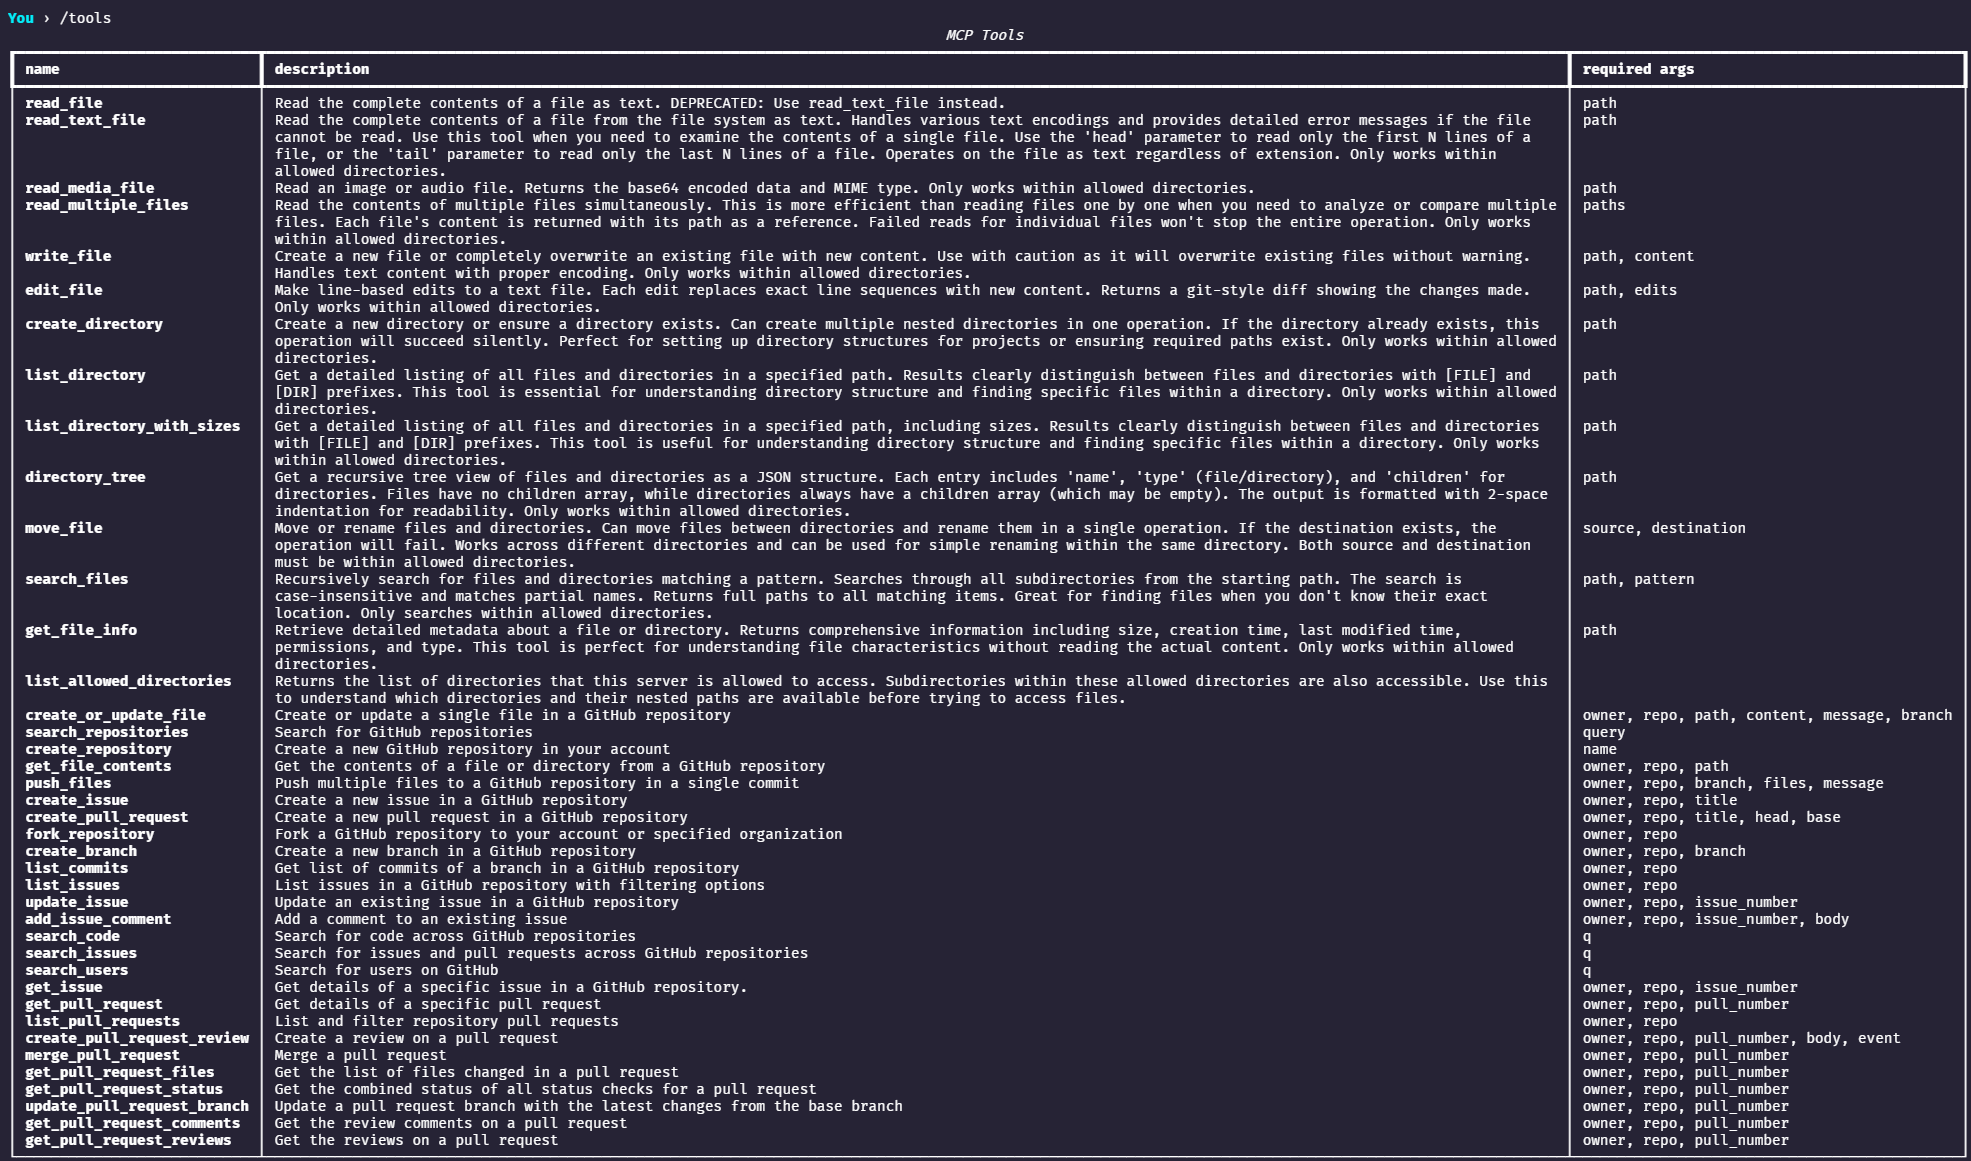 You › /tools
MCP Tools
name description required args
read_file Read the complete contents of a file as text. DEPRECATED: Use read_text_file instead. path
read_text_file Read the complete contents of a file from the file system as text. Handles various text encodings and provides detailed error messages if the file path
cannot be read. Use this tool when you need to examine the contents of a single file. Use the 'head' parameter to read only the first N lines of a
file, or the 'tail' parameter to read only the last N lines of a file. Operates on the file as text regardless of extension. Only works within
allowed directories.
read_media_file Read an image or audio file. Returns the base64 encoded data and MIME type. Only works within allowed directories. path
read_multiple_files Read the contents of multiple files simultaneously. This is more efficient than reading files one by one when you need to analyze or compare multiple paths
files. Each file's content is returned with its path as a reference. Failed reads for individual files won't stop the entire operation. Only works
within allowed directories.
write_file Create a new file or completely overwrite an existing file with new content. Use with caution as it will overwrite existing files without warning. path, content
Handles text content with proper encoding. Only works within allowed directories.
edit_file Make line-based edits to a text file. Each edit replaces exact line sequences with new content. Returns a git-style diff showing the changes made. path, edits
Only works within allowed directories.
create_directory Create a new directory or ensure a directory exists. Can create multiple nested directories in one operation. If the directory already exists, this path
operation will succeed silently. Perfect for setting up directory structures for projects or ensuring required paths exist. Only works within allowed
directories.
list_directory Get a detailed listing of all files and directories in a specified path. Results clearly distinguish between files and directories with [FILE] and path
[DIR] prefixes. This tool is essential for understanding directory structure and finding specific files within a directory. Only works within allowed
directories.
list_directory_with_sizes Get a detailed listing of all files and directories in a specified path, including sizes. Results clearly distinguish between files and directories path
with [FILE] and [DIR] prefixes. This tool is useful for understanding directory structure and finding specific files within a directory. Only works
within allowed directories.
directory_tree Get a recursive tree view of files and directories as a JSON structure. Each entry includes 'name', 'type' (file/directory), and 'children' for path
directories. Files have no children array, while directories always have a children array (which may be empty). The output is formatted with 2-space
indentation for readability. Only works within allowed directories.
move_file Move or rename files and directories. Can move files between directories and rename them in a single operation. If the destination exists, the source, destination
operation will fail. Works across different directories and can be used for simple renaming within the same directory. Both source and destination
must be within allowed directories.
search_files Recursively search for files and directories matching a pattern. Searches through all subdirectories from the starting path. The search is path, pattern
case-insensitive and matches partial names. Returns full paths to all matching items. Great for finding files when you don't know their exact
location. Only searches within allowed directories.
get_file_info Retrieve detailed metadata about a file or directory. Returns comprehensive information including size, creation time, last modified time, path
permissions, and type. This tool is perfect for understanding file characteristics without reading the actual content. Only works within allowed
directories.
list_allowed_directories Returns the list of directories that this server is allowed to access. Subdirectories within these allowed directories are also accessible. Use this
to understand which directories and their nested paths are available before trying to access files.
create_or_update_file Create or update a single file in a GitHub repository owner, repo, path, content, message, branch
search_repositories Search for GitHub repositories query
create_repository Create a new GitHub repository in your account name
get_file_contents Get the contents of a file or directory from a GitHub repository owner, repo, path
push_files Push multiple files to a GitHub repository in a single commit owner, repo, branch, files, message
create_issue Create a new issue in a GitHub repository owner, repo, title
create_pull_request Create a new pull request in a GitHub repository owner, repo, title, head, base
fork_repository Fork a GitHub repository to your account or specified organization owner, repo
create_branch Create a new branch in a GitHub repository owner, repo, branch
list_commits Get list of commits of a branch in a GitHub repository owner, repo
list_issues List issues in a GitHub repository with filtering options owner, repo
update_issue Update an existing issue in a GitHub repository owner, repo, issue_number
add_issue_comment Add a comment to an existing issue owner, repo, issue_number, body
search_code Search for code across GitHub repositories q
search_issues Search for issues and pull requests across GitHub repositories q
search_users Search for users on GitHub q
get_issue Get details of a specific issue in a GitHub repository. owner, repo, issue_number
get_pull_request Get details of a specific pull request owner, repo, pull_number
list_pull_requests List and filter repository pull requests owner, repo
create_pull_request_review Create a review on a pull request owner, repo, pull_number, body, event
merge_pull_request Merge a pull request owner, repo, pull_number
get_pull_request_files Get the list of files changed in a pull request owner, repo, pull_number
get_pull_request_status Get the combined status of all status checks for a pull request owner, repo, pull_number
update_pull_request_branch Update a pull request branch with the latest changes from the base branch owner, repo, pull_number
get_pull_request_comments Get the review comments on a pull request owner, repo, pull_number
get_pull_request_reviews Get the reviews on a pull request owner, repo, pull_number